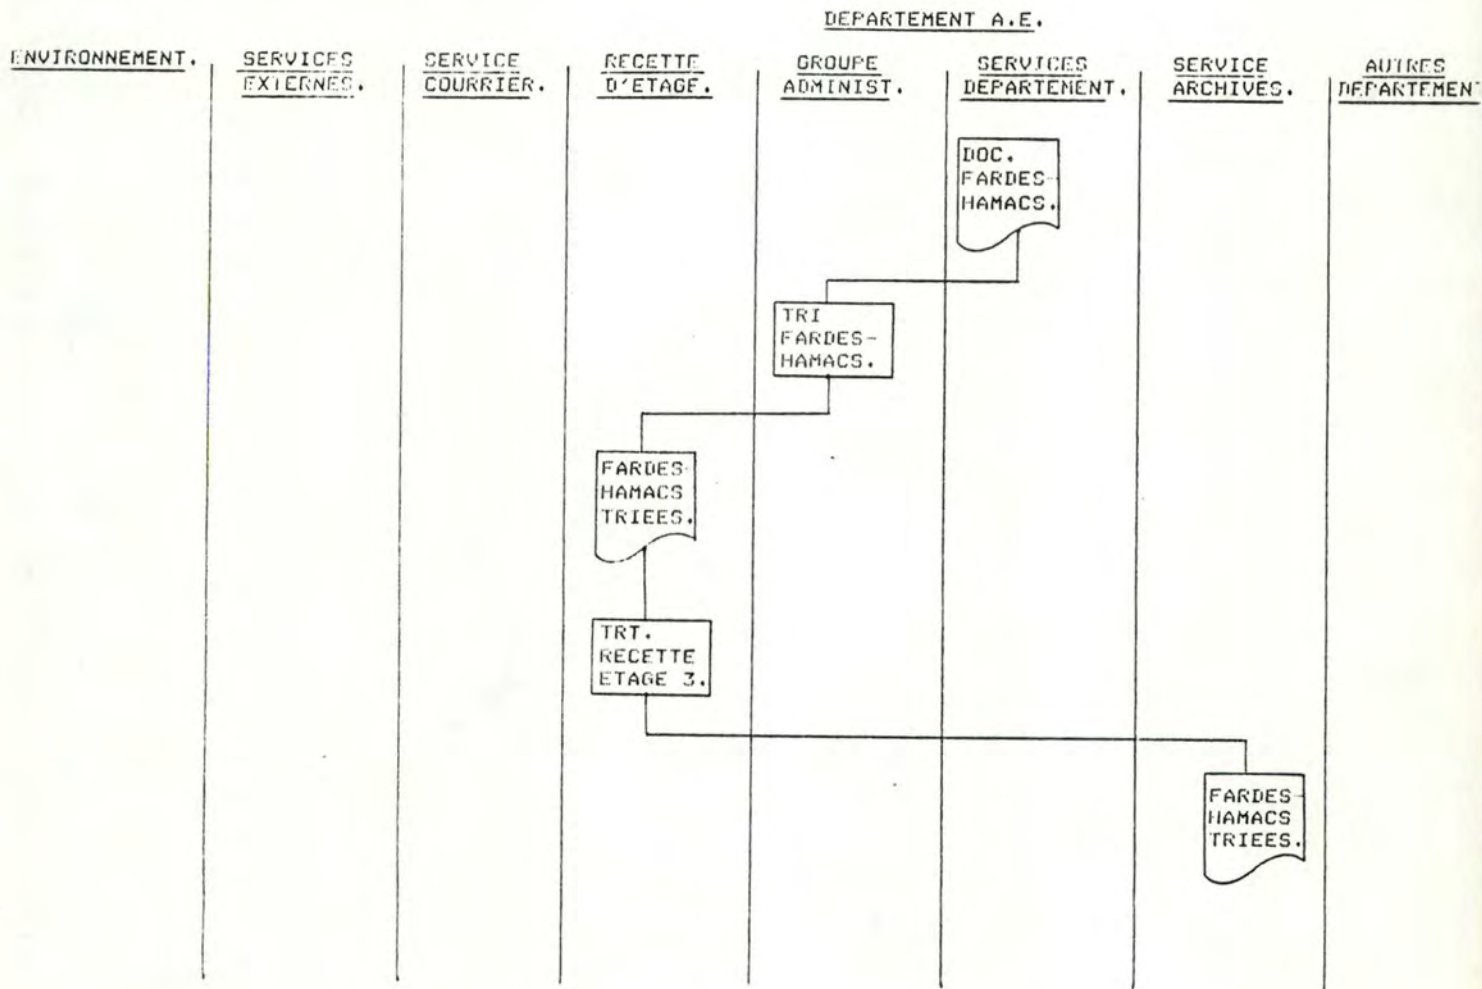 DEPARTEMENT A.E.
ENVIRONNEMENT.
SERVICES
EXTERNES.
SERVICE
COURRIER.
RECETTE
D'ETAGE.
GROUPE
ADMINIST.
SERVICES
DEPARTEMENT.
SERVICE
ARCHIVES.
AUTRES
DEPARTEMEN
DOC.
FARDES-
HAMACS.
TRI
FARDES-
HAMACS.
FARDES-
HAMACS
TRIEES.
TRT.
RECETTE
ETAGE 3.
FARDES-
HAMACS
TRIEES.